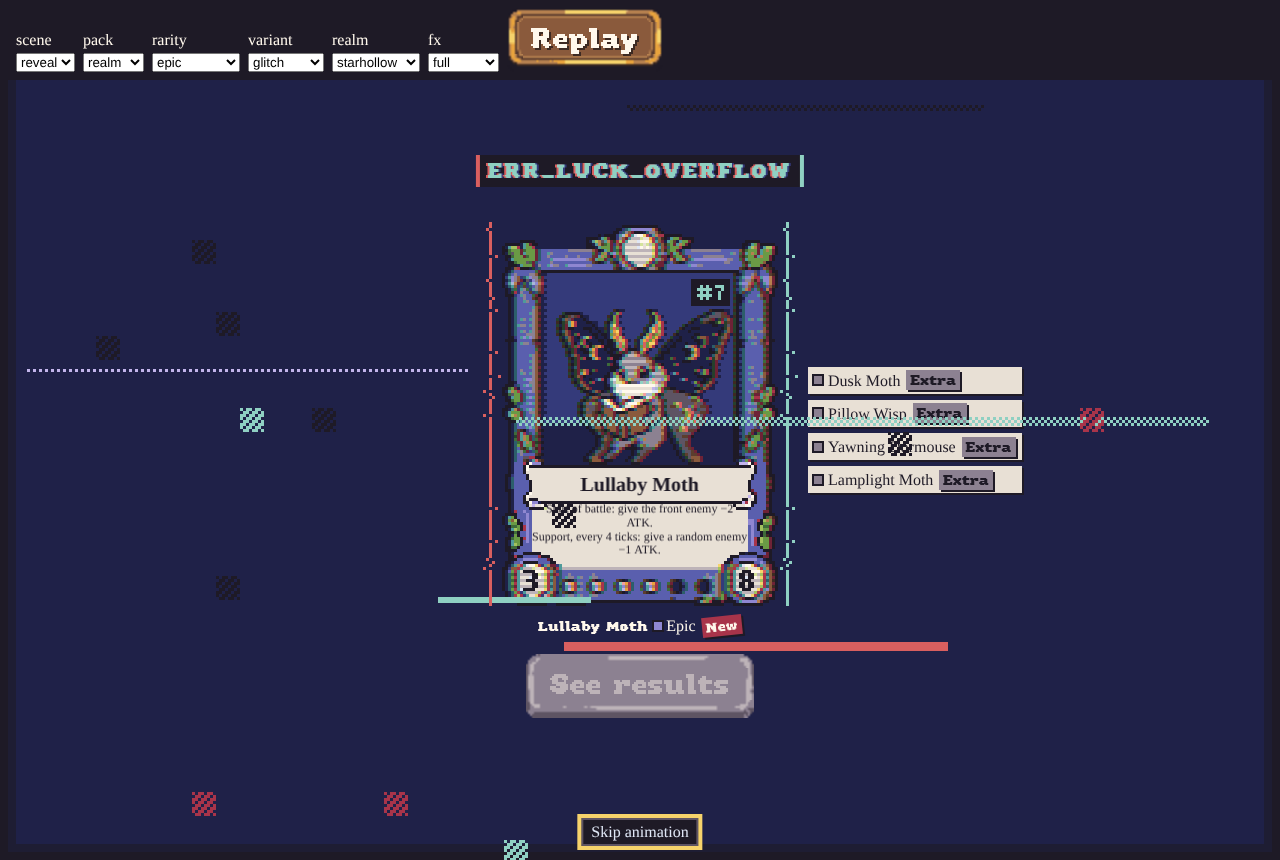 scene pack rarity variant realm fx
reveal realm epic glitch starhollow full
Replay
ERR_LUCK_OVERFLOW
#7
Dusk Moth Extra
Pillow Wisp Extra
Yawning Extra
Lamplight Moth Extra
Lullaby Moth
of battle: give the front enemy −2
ATK.
Support, every 4 ticks: give a random enemy
−1 ATK.
3 8
Lullaby Moth Epic New
See results
Skip animation